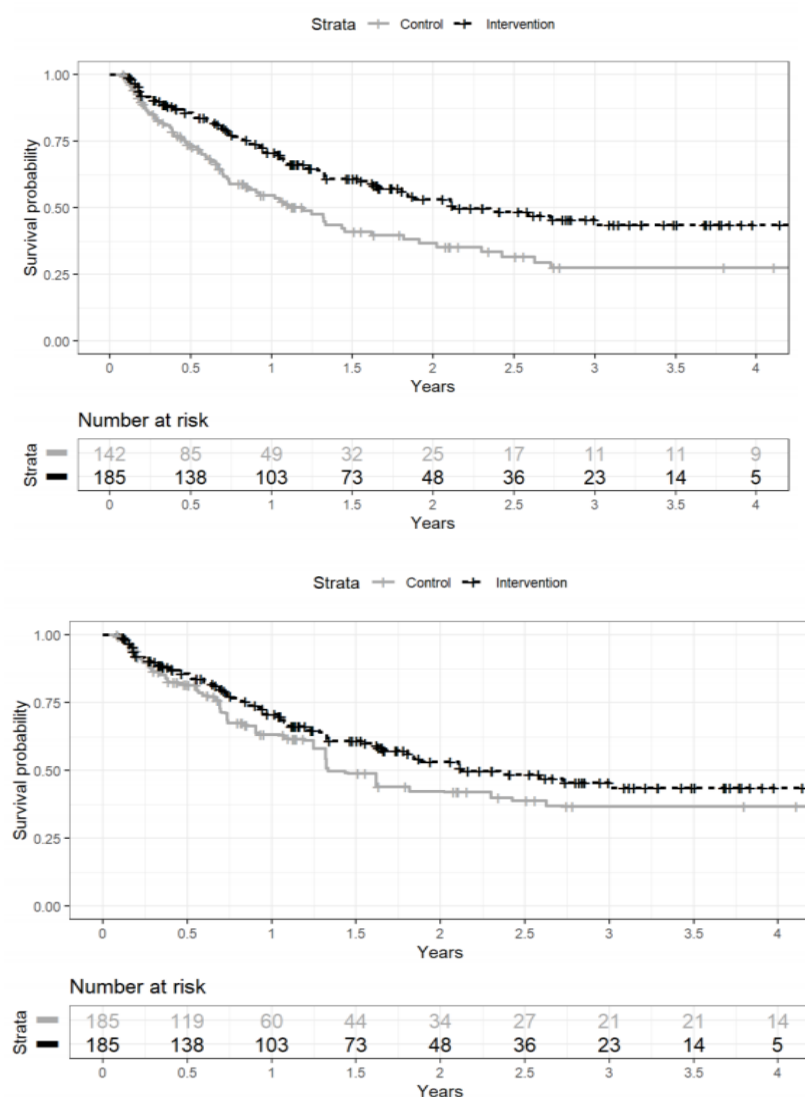 Strata Control Intervention
1.00
0.75
0.50
0.25
0.00
Survival probability
0 0.5 1 1.5 2 2.5 3 3.5 4
Years
Number at risk
Strata
142 85 49 32 25 17 11 11 9
185 138 103 73 48 36 23 14 5
0 0.5 1 1.5 2 2.5 3 3.5 4
Years
Strata Control Intervention
1.00
0.75
0.50
0.25
0.00
Survival probability
0 0.5 1 1.5 2 2.5 3 3.5 4
Years
Number at risk
Strata
185 119 60 44 34 27 21 21 14
185 138 103 73 48 36 23 14 5
0 0.5 1 1.5 2 2.5 3 3.5 4
Years